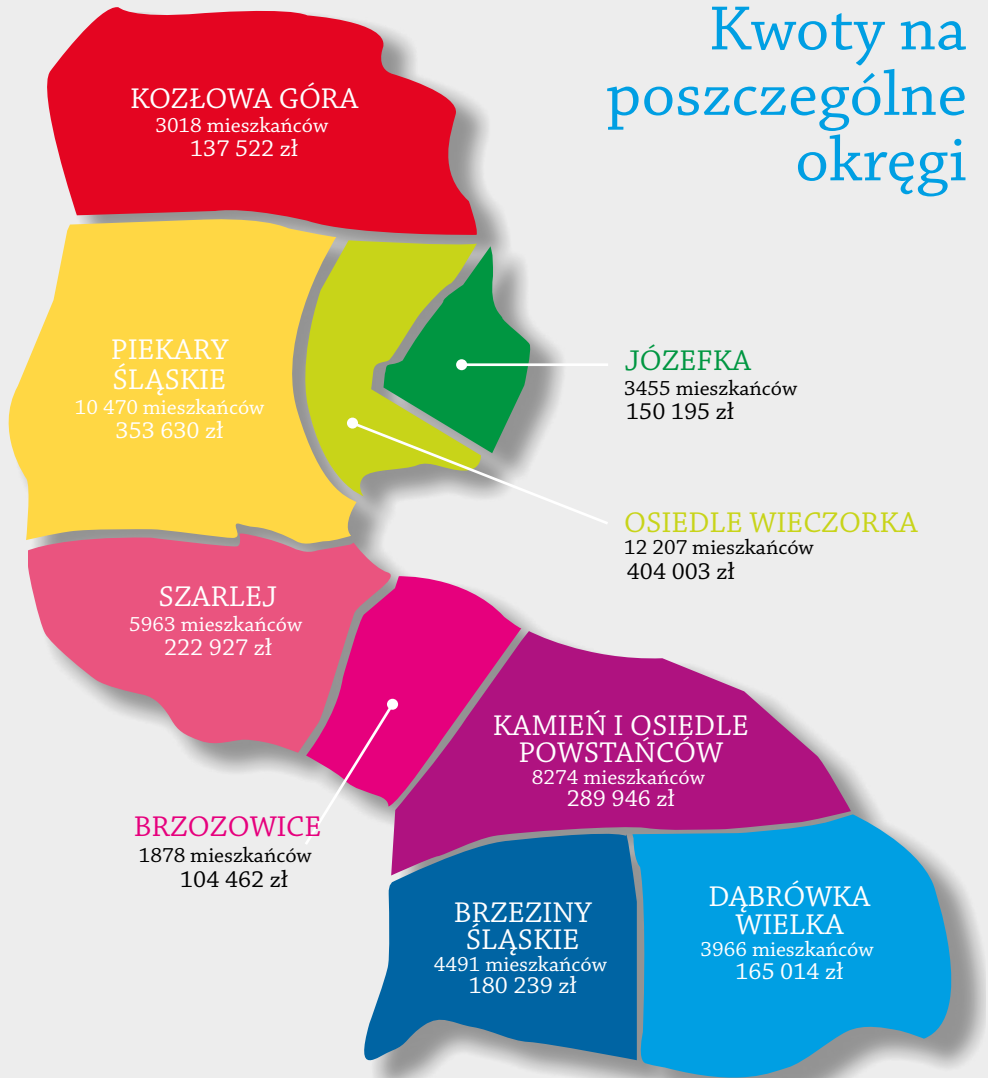 Kwoty na
poszczególne
okręgi
KOZŁOWA GÓRA
3018 mieszkańców
137 522 zł
PIEKARY
ŚLĄSKIE
10 470 mieszkańców
353 630 zł
JÓZEFKA
3455 mieszkańców
150 195 zł
OSIEDLE WIECZORKA
12 207 mieszkańców
404 003 zł
SZARLEJ
5963 mieszkańców
222 927 zł
KAMIEŃ I OSIEDLE
POWSTAŃCÓW
8274 mieszkańców
289 946 zł
BRZOZOWICE
1878 mieszkańców
104 462 zł
BRZEZINY
ŚLĄSKIE
4491 mieszkańców
180 239 zł
DĄBRÓWKA
WIELKA
3966 mieszkańców
165 014 zł